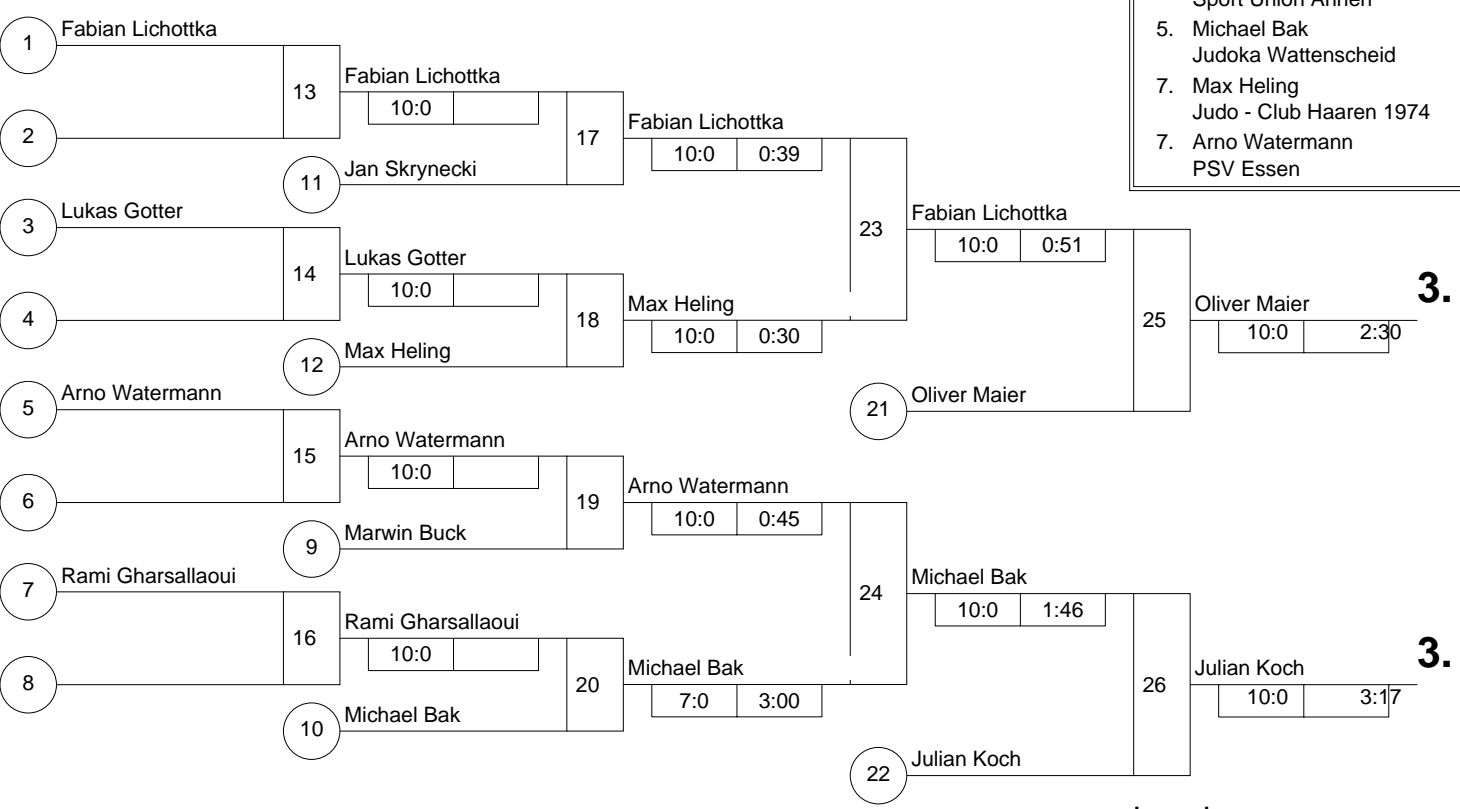 Sport Union Annen
5. Michael Bak
Judoka Wattenscheid
7. Max Heling
Judo - Club Haaren 1974
7. Arno Watermann
PSV Essen
1 Fabian Lichottka
13 Fabian Lichottka
10:0
2
17 Fabian Lichottka
10:0 0:39
11 Jan Skrynecki
3 Lukas Gotter
23 Fabian Lichottka
10:0 0:51
14 Lukas Gotter
10:0
4
18 Max Heling
10:0 0:30
12 Max Heling
25 Oliver Maier 3.
10:0 2:30
21 Oliver Maier
5 Arno Watermann
15 Arno Watermann
10:0
6
19 Arno Watermann
10:0 0:45
9 Marwin Buck
7 Rami Gharsallaoui
24 Michael Bak
10:0 1:46
16 Rami Gharsallaoui
10:0
8
20 Michael Bak
7:0 3:00
10 Michael Bak
26 Julian Koch 3.
10:0 3:17
22 Julian Koch